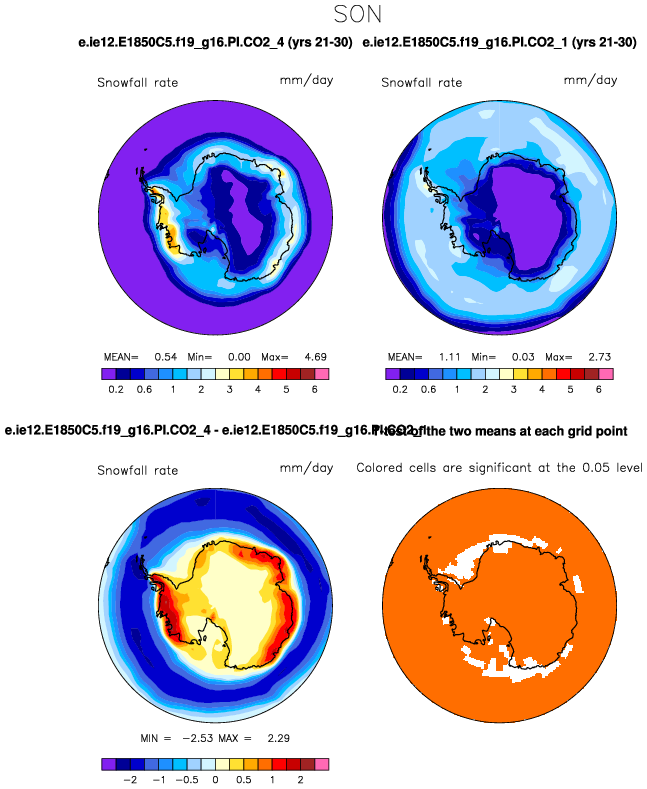 SON
e.ie12.E1850C5.f19_g16.PI.CO2_4 (yrs 21-30) e.ie12.E1850C5.f19_g16.PI.CO2_1 (yrs 21-30)
Snowfall rate mm/day Snowfall rate mm/day
MEAN= 0.54 Min= 0.00 Max= 4.69 MEAN= 1.11 Min= 0.03 Max= 2.73
0.2 0.6 1 2 3 4 5 6 0.2 0.6 1 2 3 4 5 6
e.ie12.E1850C5.f19_g16.PI.CO2_4 - e.ie12.E1850C5.f19_g16.PI.CO2_1 of the two means at each grid point
Snowfall rate mm/day Colored cells are significant at the 0.05 level
MIN = -2.53 MAX = 2.29
-2 -1 -0.5 0 0.5 1 2